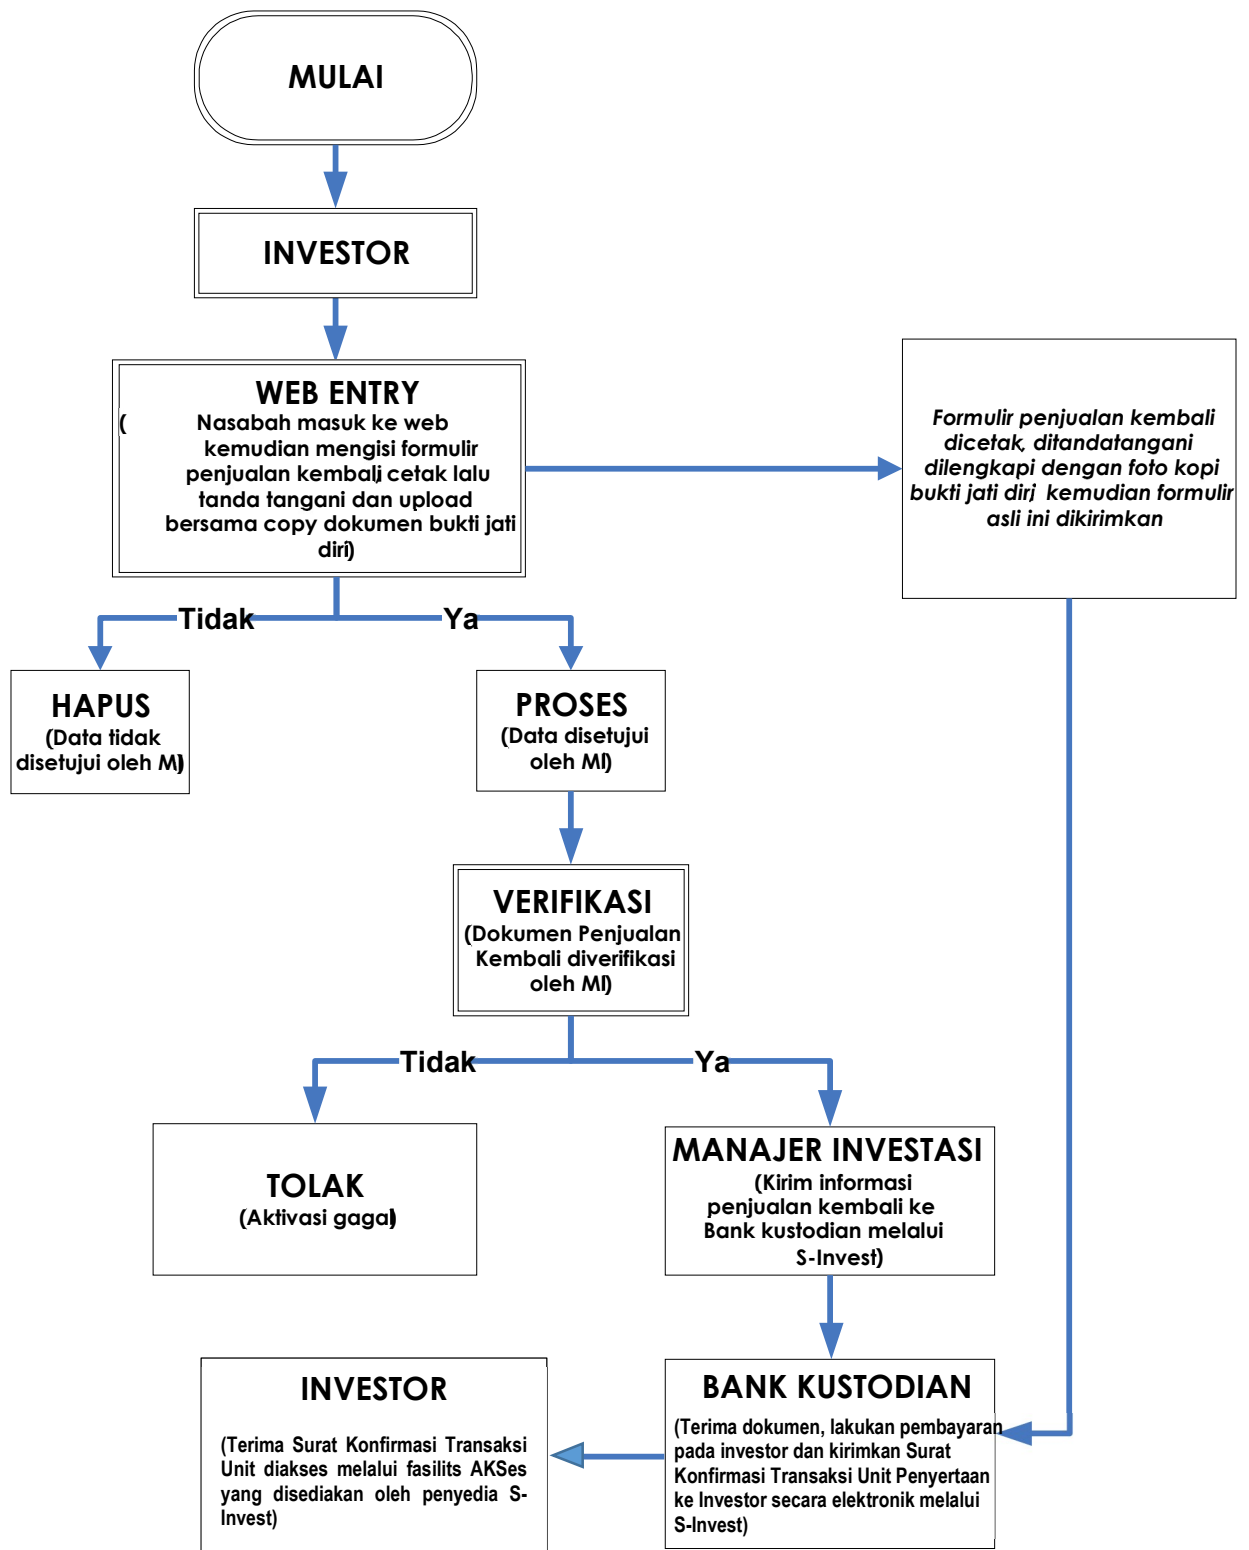 MULAI
INVESTOR
WEB ENTRY
( Nasabah masuk ke web
kemudian mengisi formulir
penjualan kembali, cetak lalu
tanda tangani dan upload
bersama copy dokumen bukti jati
diri)
Formulir penjualan kembali
dicetak, ditandatangani
dilengkapi dengan foto kopi
bukti jati diri, kemudian formulir
asli ini dikirimkan
Tidak
Ya
HAPUS
(Data tidak
disetujui oleh MI)
PROSES
(Data disetujui
oleh MI)
VERIFIKASI
(Dokumen Penjualan
Kembali diverifikasi
oleh MI)
Tidak
Ya
TOLAK
(Aktivasi gagal)
MANAJER INVESTASI
(Kirim informasi
penjualan kembali ke
Bank kustodian melalui
S-Invest)
INVESTOR
(Terima Surat Konfirmasi Transaksi
Unit diakses melalui fasilits AKSes
yang disediakan oleh penyedia S-
Invest)
BANK KUSTODIAN
(Terima dokumen, lakukan pembayaran
pada investor dan kirimkan Surat
Konfirmasi Transaksi Unit Penyertaan
ke Investor secara elektronik melalui
S-Invest)